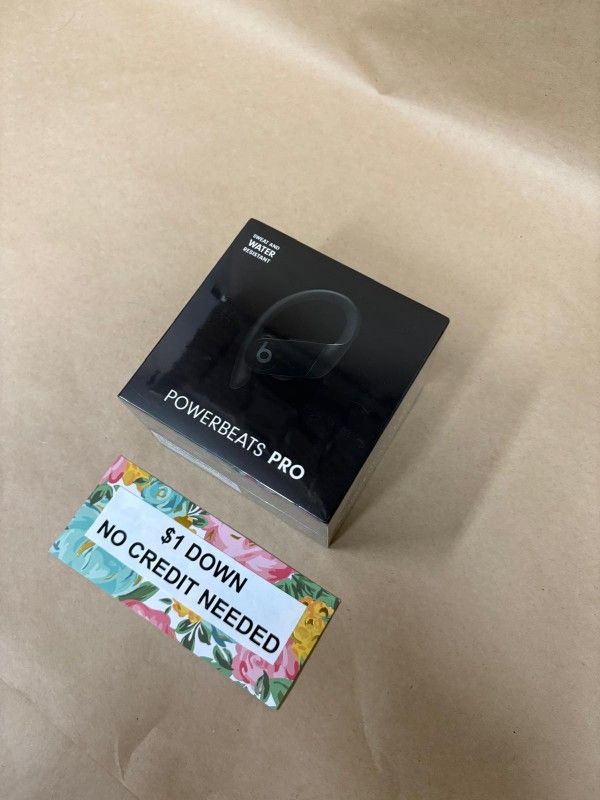 SWEAT AND
WATER
RESISTANT
POWERBEATS PRO
$1 DOWN
NO CREDIT NEEDED